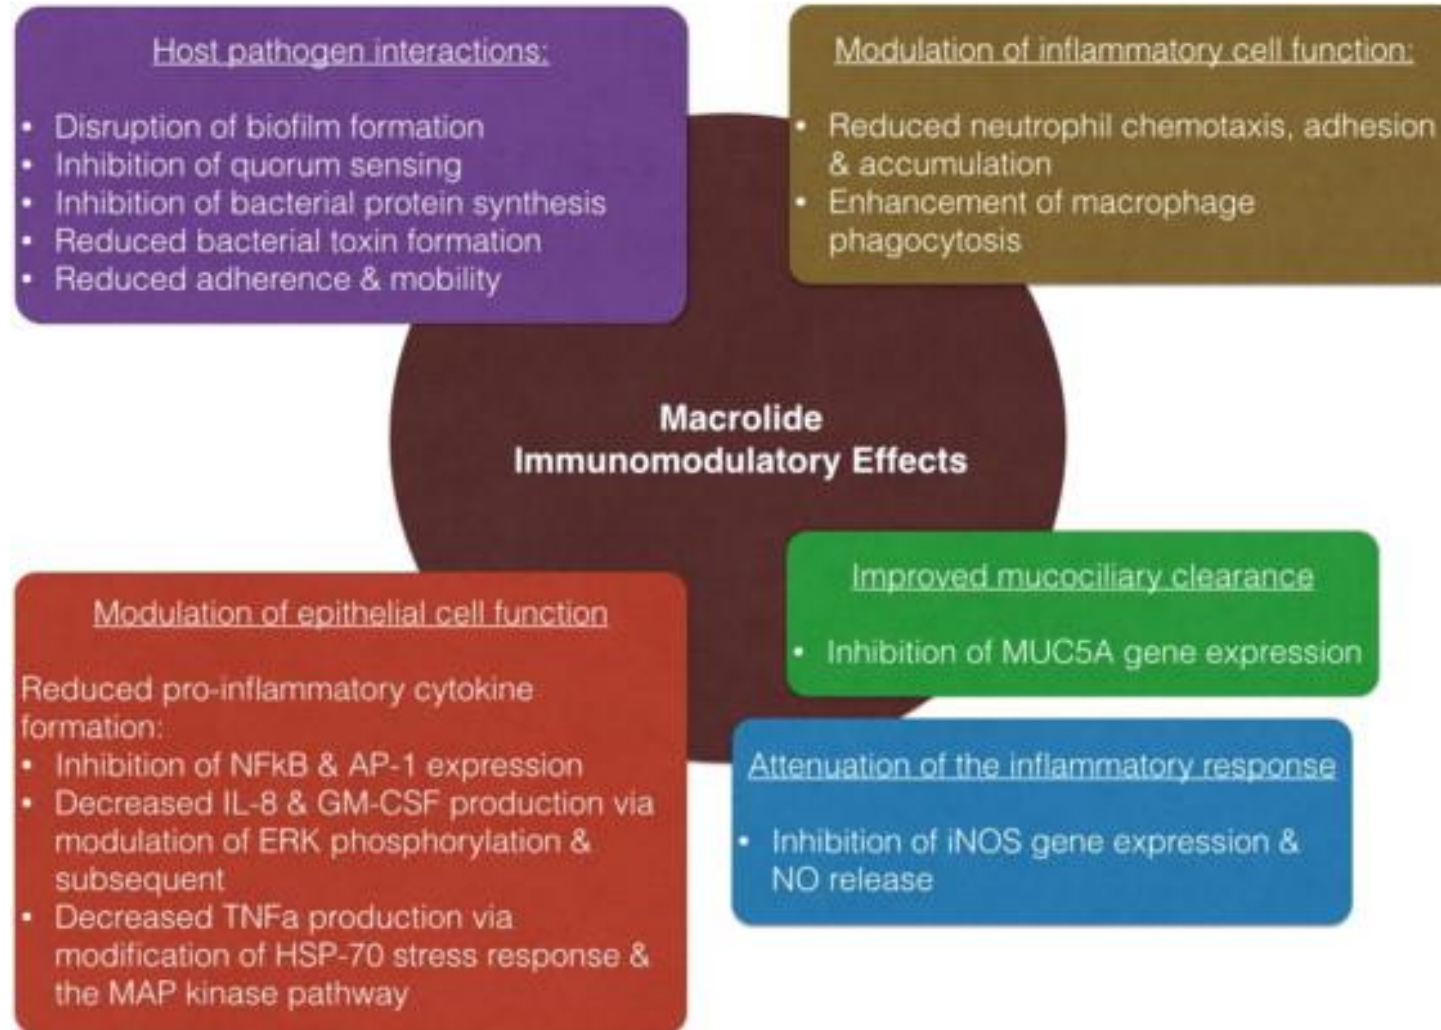 Host pathogen interactions:
• Disruption of biofilm formation
• Inhibition of quorum sensing
• Inhibition of bacterial protein synthesis
• Reduced bacterial toxin formation
• Reduced adherence & mobility
Modulation of inflammatory cell function:
• Reduced neutrophil chemotaxis, adhesion
& accumulation
• Enhancement of macrophage
phagocytosis
Macrolide
Immunomodulatory Effects
Modulation of epithelial cell function
Reduced pro-inflammatory cytokine
formation:
• Inhibition of NFkB & AP-1 expression
• Decreased IL-8 & GM-CSF production via
modulation of ERK phosphorylation &
subsequent
• Decreased TNFa production via
modification of HSP-70 stress response &
the MAP kinase pathway
Improved mucociliary clearance
• Inhibition of MUC5A gene expression
Attenuation of the inflammatory response
• Inhibition of iNOS gene expression &
NO release